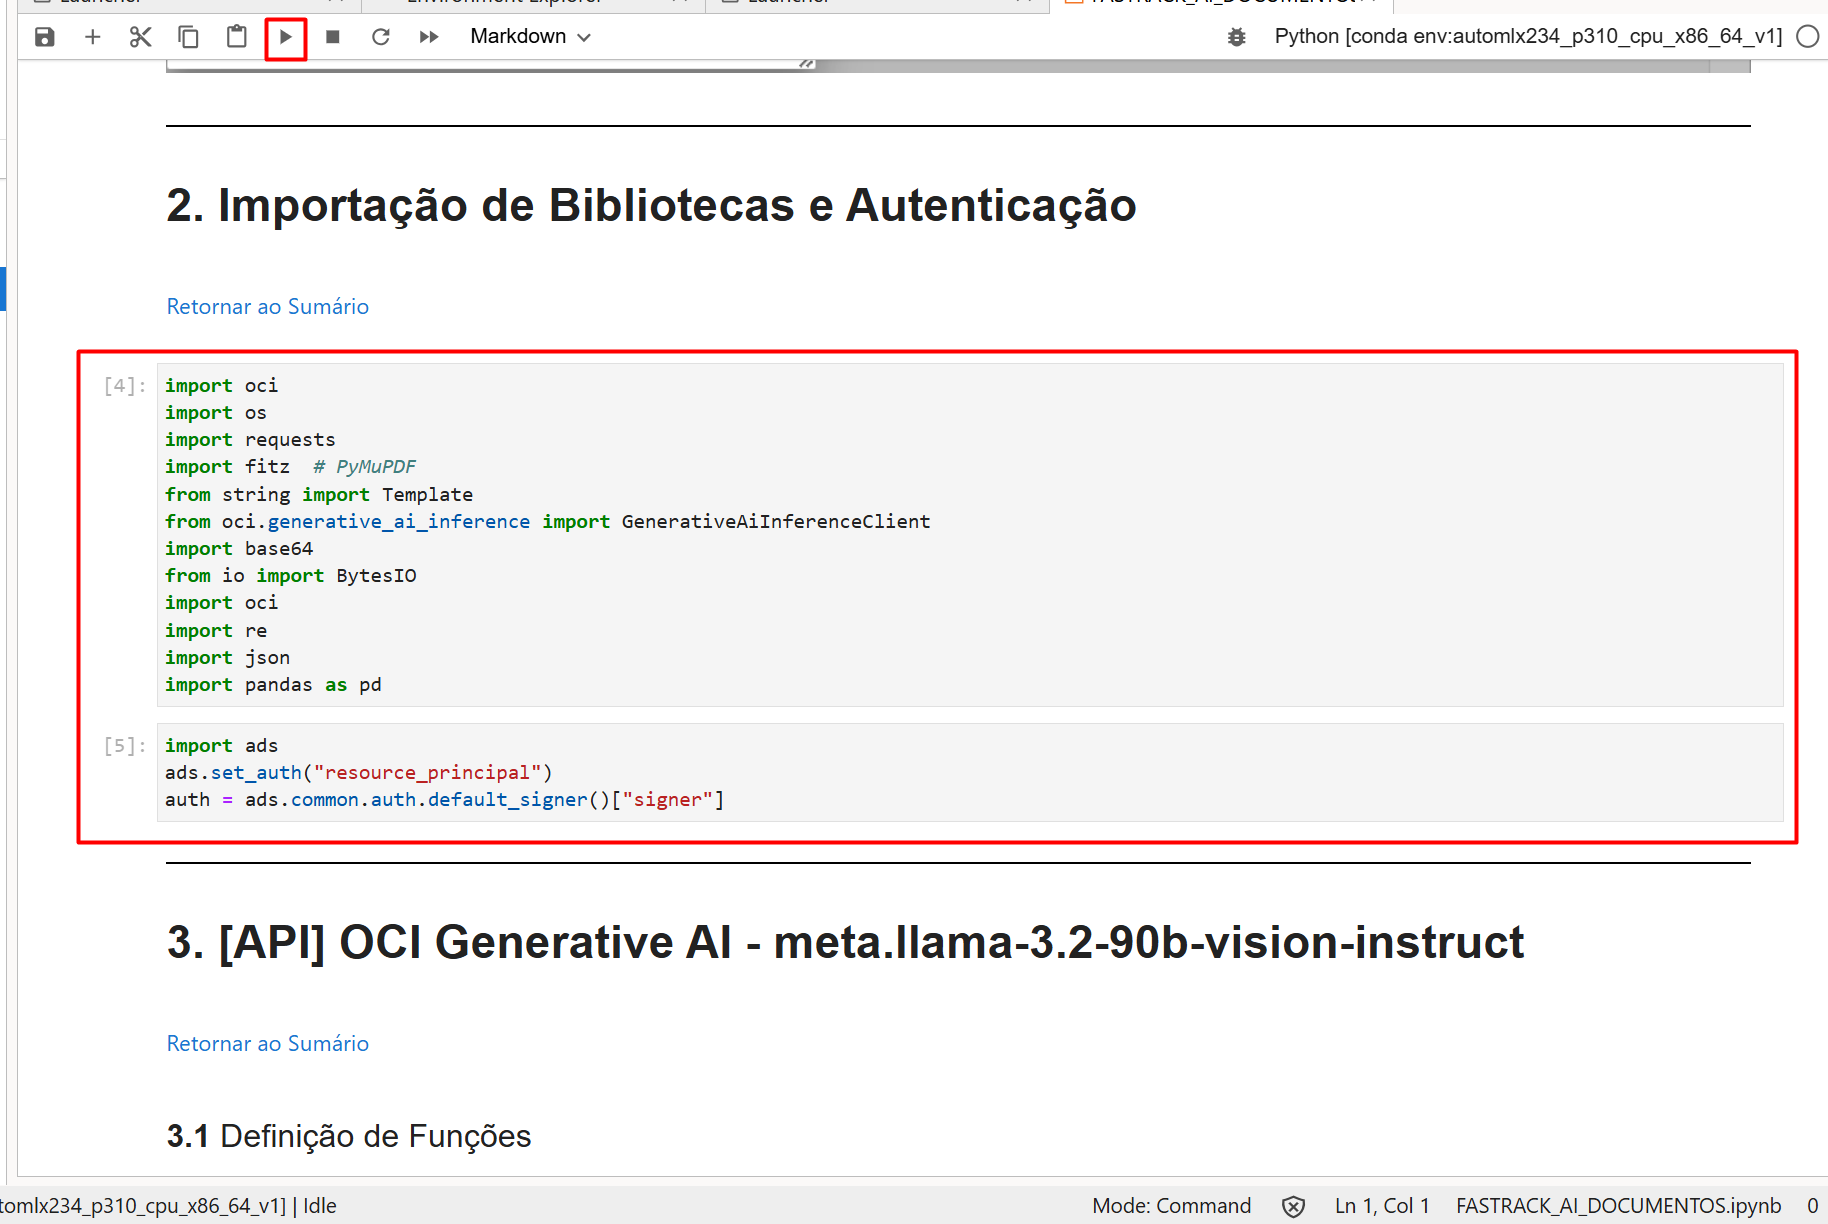 Markdown
Python [conda env:automlx234_p310_cpu_x86_64_v1]
2. Importação de Bibliotecas e Autenticação
Retornar ao Sumário
[4]:
import oci
import os
import requests
import fitz  # PyMuPDF
from string import Template
from oci.generative_ai_inference import GenerativeAiInferenceClient
import base64
from io import BytesIO
import oci
import re
import json
import pandas as pd
[5]:
import ads
ads.set_auth("resource_principal")
auth = ads.common.auth.default_signer()["signer"]
3. [API] OCI Generative AI - meta.llama-3.2-90b-vision-instruct
Retornar ao Sumário
3.1 Definição de Funções
tomlx234_p310_cpu_x86_64_v1] | Idle
Mode: Command
Ln 1, Col 1
FASTRACK_AI_DOCUMENTOS.ipynb
0